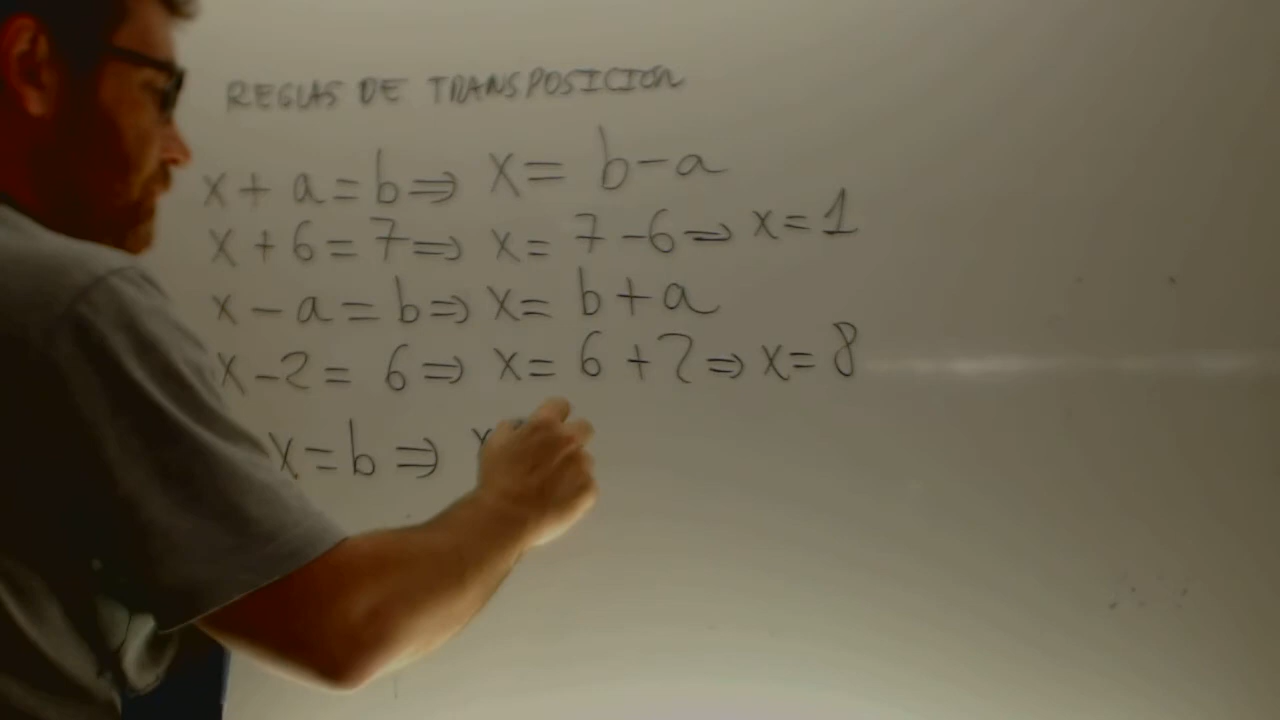 REGLAS DE TRANSPOSICION
x + a = b ⇒ x = b - a
x + 6 = 7 ⇒ x = 7 - 6 ⇒ x = 1
x - a = b ⇒ x = b + a
x - 2 = 6 ⇒ x = 6 + 2 ⇒ x = 8
x = b ⇒ x